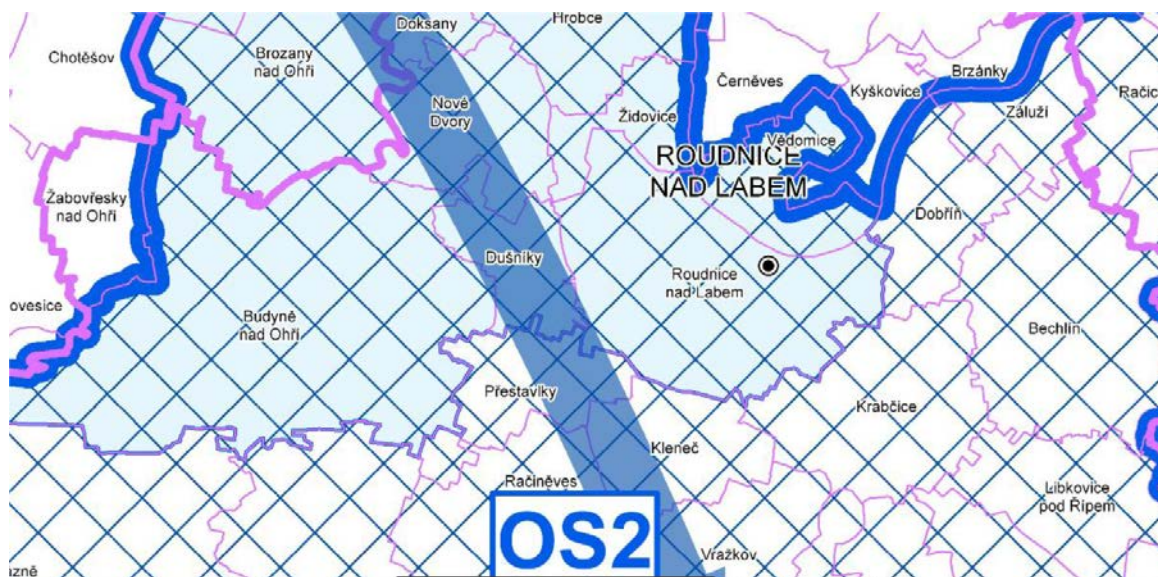 Doksany
Hrobce
Chotěšov
Brozany
nad Ohří
Brzánky
Černěves
Kyškovice
Račic
Nové
Dvory
Židovice
Záluží
Vědomice
ROUDNICE
NAD LABEM
Žabovřesky
nad Ohří
Dobříň
Dušníky
Roudnice
nad Labem
ovesice
Budyně
nad Ohří
Bechlín
Přestavlky
Krabčice
Kleneč
Račiněves
Libkovice
pod Řípem
OS2
Vražkov
azně